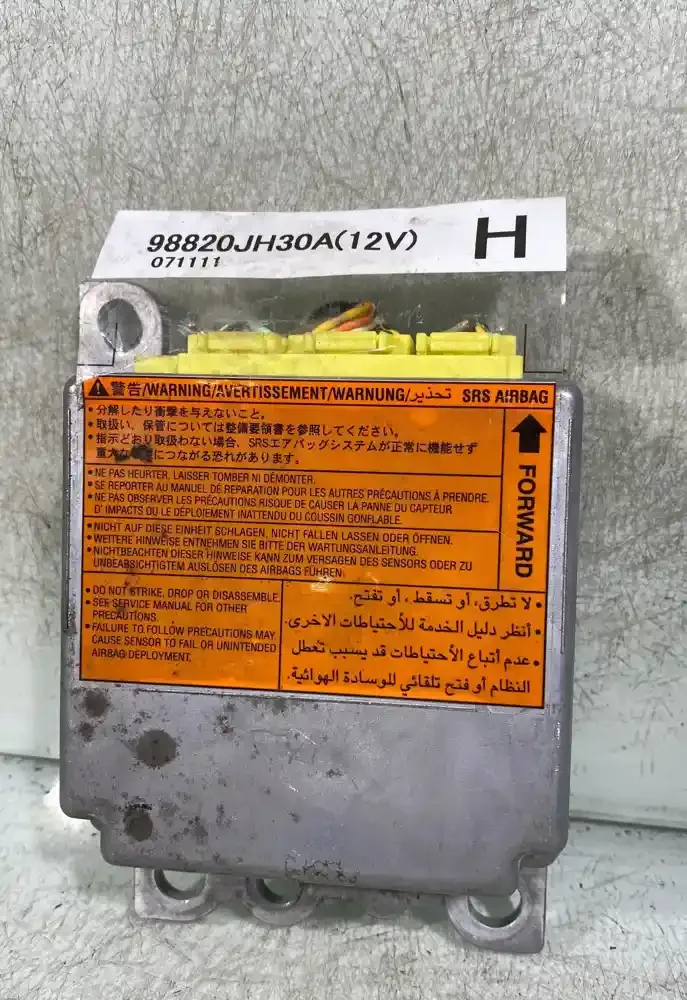 98820JH30A(12V)
H
071111
警告/WARNING/AVERTISSEMENT/WARNUNG/تحذير SRS AIRBAG
• 分解したり衝撃を与えないこと。
• 取扱い、保管については整備要領書を参照してください。
• 指示どおり取扱わない場合、SRSエアバッグシステムが正常に機能せず
重大な につながる恐れがあります。
• NE PAS HEURTER, LAISSER TOMBER NI DÉMONTER.
• SE REPORTER AU MANUEL DE REPARATION POUR LES AUTRES PRÉCAUTIONS À PRENDRE.
• NE PAS OBSERVER LES PRÉCAUTIONS RISQUE DE CAUSER LA PANNE DU CAPTEUR
D'IMPACTS OU LE DÉPLOIEMENT INATTENDU DU COUSSIN GONFLABLE.
• NICHT AUF DIESE EINHEIT SCHLAGEN, NICHT FALLEN LASSEN ODER ÖFFNEN.
• WEITERE HINWEISE ENTNEHMEN SIE BITTE DER WARTUNGSANLEITUNG.
• NICHTBEACHTEN DIESER HINWEISE KANN ZUM VERSAGEN DES SENSORS ODER ZU
UNBEABSICHTIGTEM AUSLÖSEN DES AIRBAGS FÜHREN.
FORWARD
• DO NOT STRIKE, DROP OR DISASSEMBLE.
• SEE SERVICE MANUAL FOR OTHER
PRECAUTIONS.
• FAILURE TO FOLLOW PRECAUTIONS MAY
CAUSE SENSOR TO FAIL OR UNINTENDED
AIRBAG DEPLOYMENT.
• لا تطرق، أو تسقط، أو تفتح.
• أنظر دليل الخدمة للأحتياطات الاخرى.
• عدم أتباع الأحتياطات قد يسبب تعطل
النظام أو فتح تلقائي للوسادة الهوائية.